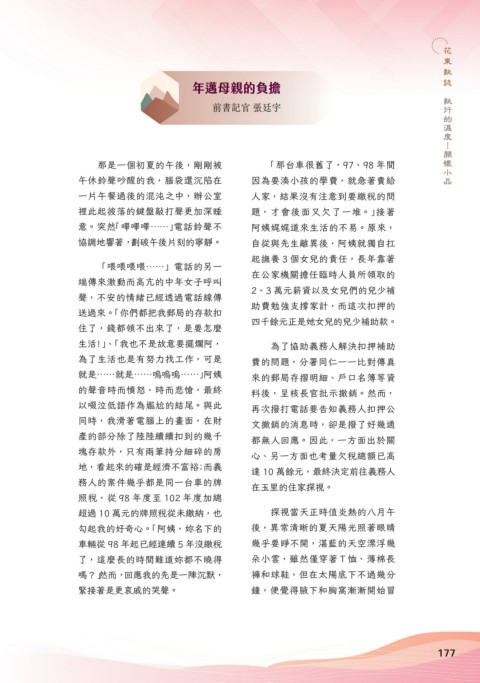 花東執誌
執行的溫度—關懷小品
年邁母親的負擔
前書記官 張廷宇
那是一個初夏的午後，剛剛被
午休鈴聲吵醒的我，腦袋還沉陷在
一片午餐過後的混沌之中，辦公室
裡此起彼落的鍵盤敲打聲更加深睡
意。突然「嗶嗶嗶……」電話鈴聲不
協調地響著，劃破午後片刻的寧靜。
「喂喂喂喂……」電話的另一
端傳來激動而高亢的中年女子呼叫
聲，不安的情緒已經透過電話線傳
送過來。「你們都把我郵局的存款扣
住了，錢都領不出來了，是要怎麼
生活！」、「我也不是故意要擺爛阿，
為了生活也是有努力找工作，可是
就是……就是……嗚嗚嗚……」阿姨
的聲音時而憤怒、時而悲愴，最終
以啜泣低語作為尷尬的結尾。與此
同時，我滑著電腦上的畫面，在財
產的部分除了陸陸續續扣到的幾千
塊存款外，只有兩筆持分細碎的房
地，看起來的確是經濟不富裕；而義
務人的案件幾乎都是同一台車的牌
照稅，從 98 年度至 102 年度加總
超過 10 萬元的牌照稅從未繳納，也
勾起我的好奇心。「阿姨，妳名下的
車輛從 98 年起已經連續 5 年沒繳稅
了，這麼長的時間難道妳都不曉得
嗎？」然而，回應我的先是一陣沉默，
緊接著是更哀戚的哭聲。
「那台車很舊了，97、98 年間
因為要湊小孩的學費，就急著賣給
人家，結果沒有注意到要繳稅的問
題，才會後面又欠了一堆。」接著
阿姨娓娓道來生活的不易。原來，
自從與先生離異後，阿姨就獨自扛
起撫養 3 個女兒的責任，長年靠著
在公家機關擔任臨時人員所領取的
2、3 萬元薪資以及女兒們的兒少補
助費勉強支撐家計，而這次扣押的
四千餘元正是她女兒的兒少補助款。
為了協助義務人解決扣押補助
費的問題，分署同仁一一比對傳真
來的郵局存摺明細、戶口名簿等資
料後，呈核長官批示撤銷。然而，
再次撥打電話要告知義務人扣押公
文撤銷的消息時，卻是撥了好幾通
都無人回應。因此，一方面出於關
心、另一方面也考量欠稅總額已高
達 10 萬餘元，最終決定前往義務人
在玉里的住家探視。
探視當天正時值炎熱的八月午
後，異常清晰的夏天陽光照著眼睛
幾乎要睜不開，湛藍的天空漂浮幾
朵小雲，雖然僅穿著 T 恤、薄棉長
褲和球鞋，但在太陽底下不過幾分
鐘，便覺得腋下和胸窩漸漸開始冒
177